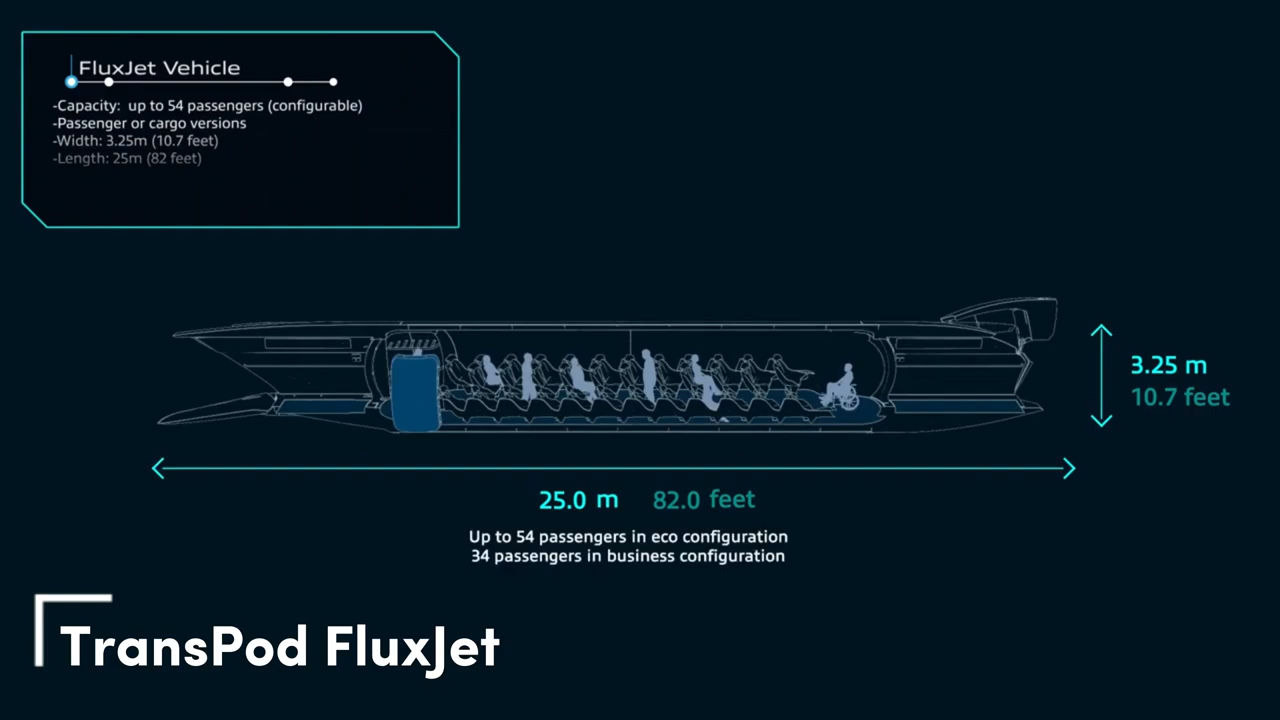 FluxJet Vehicle
-Capacity:  up to 54 passengers (configurable)
-Passenger or cargo versions
-Width: 3.25m (10.7 feet)
-Length: 25m (82 feet)
3.25 m
10.7 feet
25.0 m 82.0 feet
Up to 54 passengers in eco configuration
34 passengers in business configuration
TransPod FluxJet